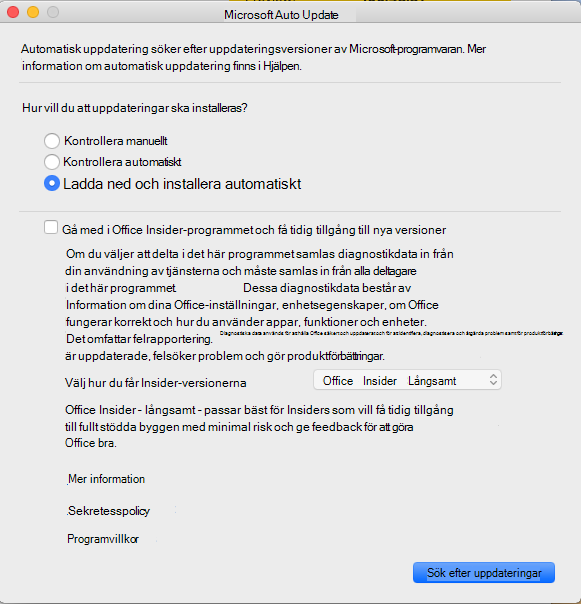 Microsoft Auto Update
Automatisk uppdatering söker efter uppdateringsversioner av Microsoft-programvaran. Mer
information om automatisk uppdatering finns i Hjälpen.
Hur vill du att uppdateringar ska installeras?
Kontrollera manuellt
Kontrollera automatiskt
Ladda ned och installera automatiskt
Gå med i Office Insider-programmet och få tidig tillgång till nya versioner
Om du väljer att delta i det här programmet samlas diagnostikdata in från
din användning av tjänsterna och måste samlas in från alla deltagare
i det här programmet. Dessa diagnostikdata består av
Information om dina Office-inställningar, enhetsegenskaper, om Office
fungerar korrekt och hur du använder appar, funktioner och enheter.
Diagnostiska data används för att hålla Office säkert och uppdaterat och för att identifiera, diagnostisera och åtgärda problem samt för produktförbättringar.
Det omfattar felrapportering.
är uppdaterade, felsöker problem och gör produktförbättringar.
Välj hur du får Insider-versionerna
Office Insider Långsamt
Office Insider - långsamt - passar bäst för Insiders som vill få tidig tillgång
till fullt stödda byggen med minimal risk och ge feedback för att göra
Office bra.
Mer information
Sekretesspolicy
Programvillkor
Sök efter uppdateringar